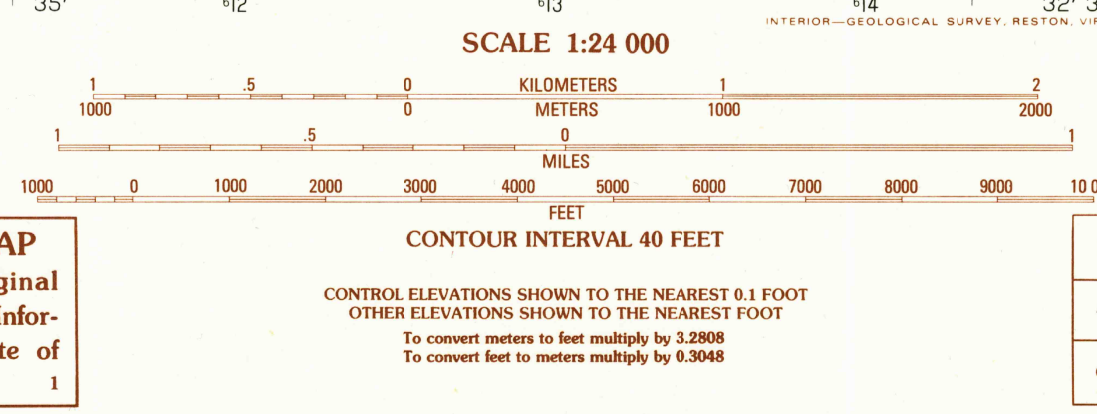 35' ⁶12 ⁶13 ⁶14 32' 3
INTERIOR—GEOLOGICAL SURVEY, RESTON, VIR
SCALE 1:24 000
1 .5 0 KILOMETERS 1 2
1000 0 METERS 1000 2000
1 .5 0 1
MILES
1000 0 1000 2000 3000 4000 5000 6000 7000 8000 9000 10 0
FEET
CONTOUR INTERVAL 40 FEET
CONTROL ELEVATIONS SHOWN TO THE NEAREST 0.1 FOOT
OTHER ELEVATIONS SHOWN TO THE NEAREST FOOT
To convert meters to feet multiply by 3.2808
To convert feet to meters multiply by 0.3048
AP
ginal
infor-
te of
1